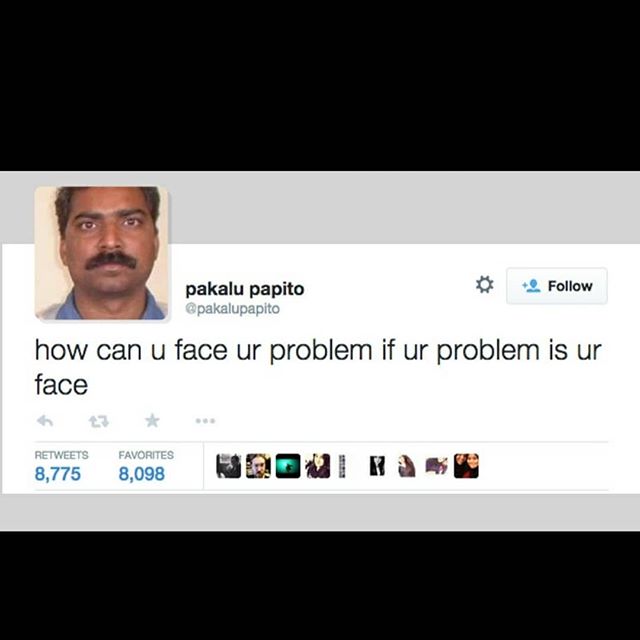 pakalu papito
@pakalupapito
Follow
how can u face ur problem if ur problem is ur
face
RETWEETS FAVORITES
8,775 8,098